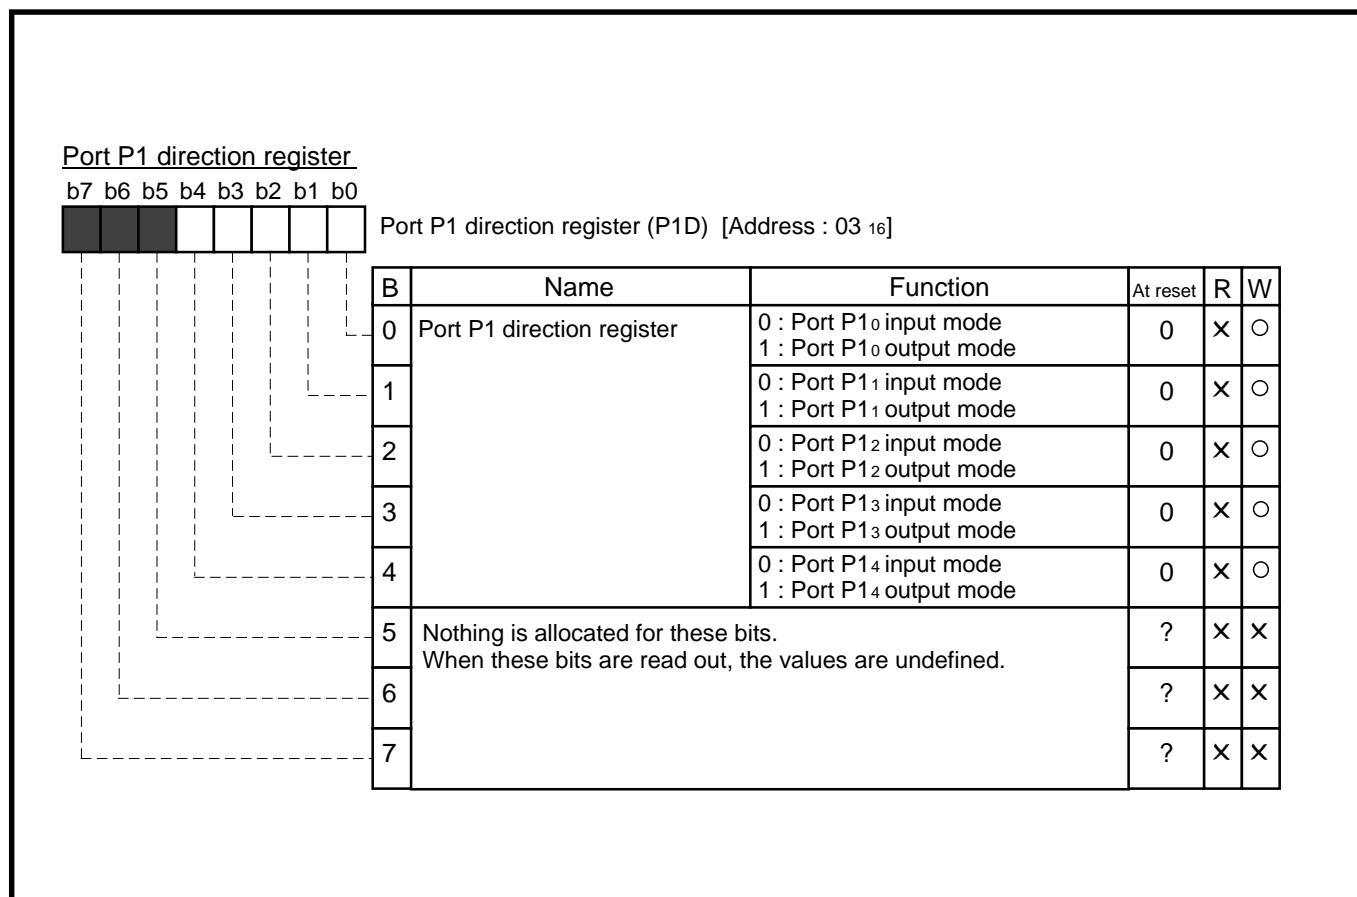 Port P1 direction register
b7 b6 b5 b4 b3 b2 b1 b0
Port P1 direction register (P1D) [Address : 03 16]
B Name Function At reset R W
0 Port P1 direction register 0 : Port P10 input mode
1 : Port P10 output mode 0 × ○
1 0 : Port P11 input mode
1 : Port P11 output mode 0 × ○
2 0 : Port P12 input mode
1 : Port P12 output mode 0 × ○
3 0 : Port P13 input mode
1 : Port P13 output mode 0 × ○
4 0 : Port P14 input mode
1 : Port P14 output mode 0 × ○
5 Nothing is allocated for these bits. ? × ×
When these bits are read out, the values are undefined.
6 ? × ×
7 ? × ×